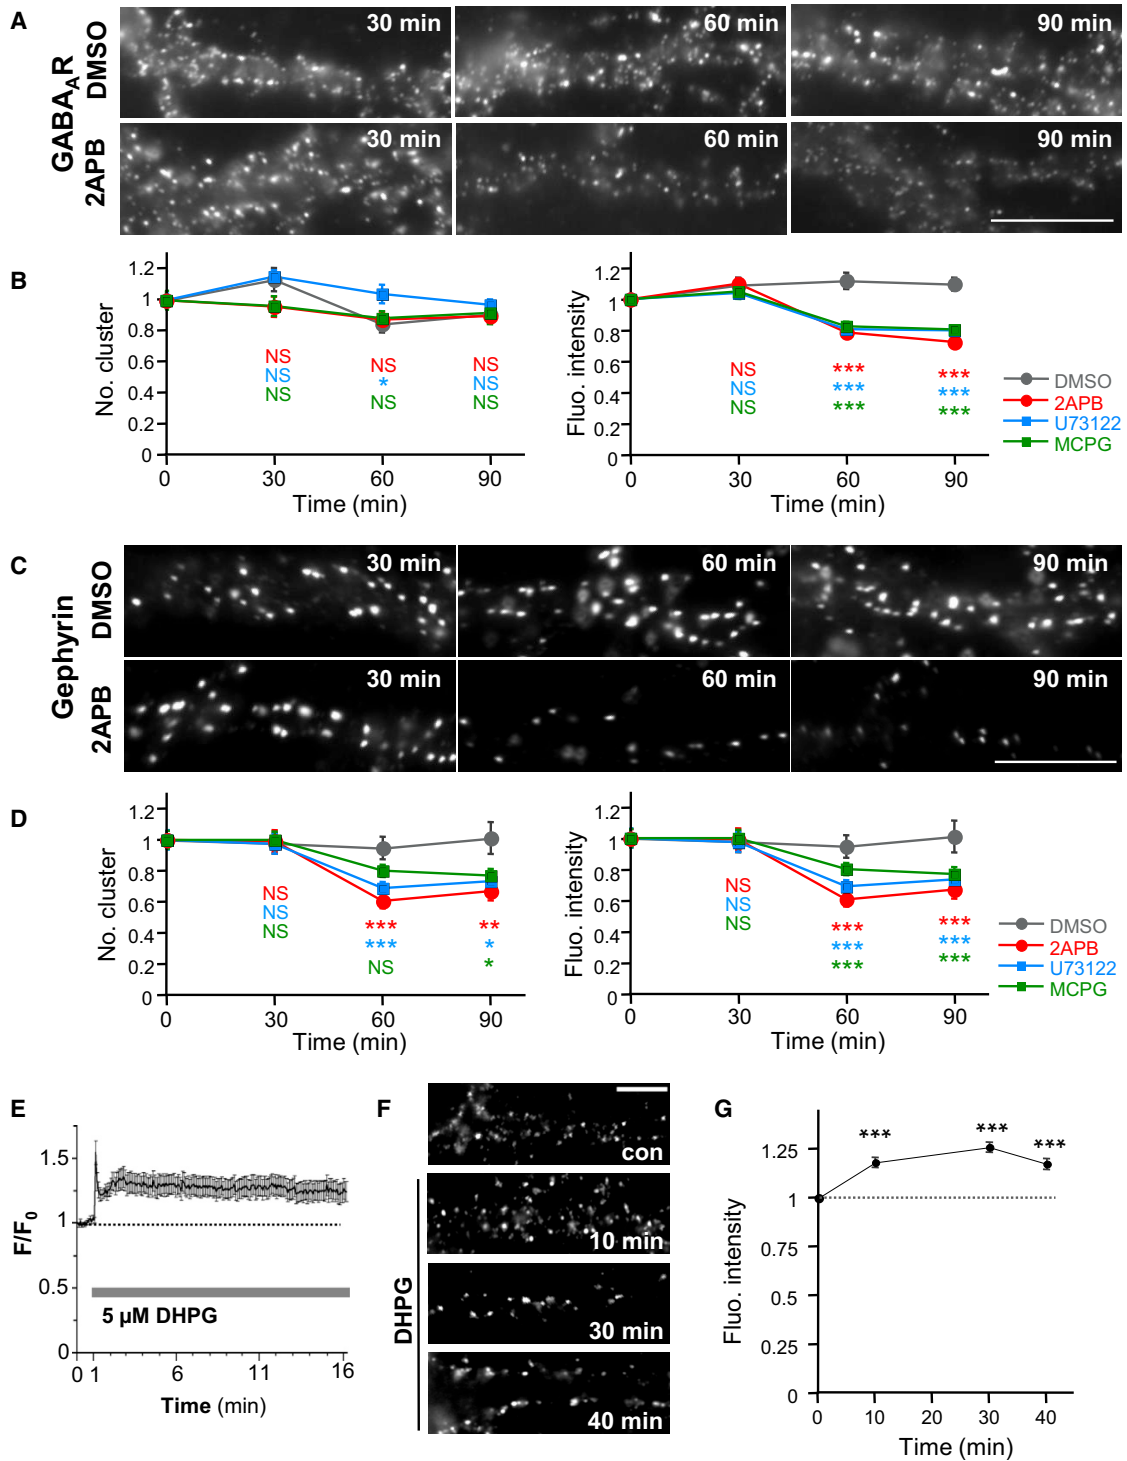 A
GABA_AR
DMSO
30 min
60 min
90 min
2APB
30 min
60 min
90 min
B
No. cluster
1.2
1
0.8
0.6
0.4
0.2
0
NS
NS
NS
NS
*
NS
NS
NS
NS
0
30
60
90
Time (min)
Fluo. intensity
1.2
1
0.8
0.6
0.4
0.2
0
NS
NS
NS
***
***
***
***
***
***
0
30
60
90
Time (min)
DMSO
2APB
U73122
MCPG
C
Gephyrin
DMSO
30 min
60 min
90 min
2APB
30 min
60 min
90 min
D
No. cluster
1.2
1
0.8
0.6
0.4
0.2
0
NS
NS
NS
***
***
NS
**
*
*
0
30
60
90
Time (min)
Fluo. intensity
1.2
1
0.8
0.6
0.4
0.2
0
NS
NS
NS
***
***
***
***
***
***
0
30
60
90
Time (min)
DMSO
2APB
U73122
MCPG
E
F/F₀
1.5
1
0.5
0
5 µM DHPG
0 1 6 11 16
Time (min)
F
con
DHPG
10 min
30 min
40 min
G
Fluo. intensity
1.25
1
0.75
0.5
0.25
0
***
***
***
0 10 20 30 40
Time (min)